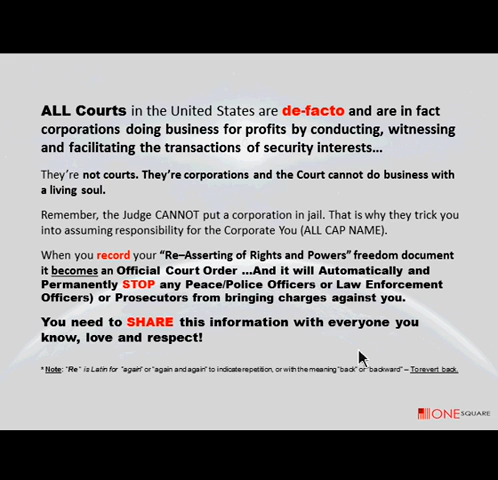 ALL Courts in the United States are de-facto and are in fact
corporations doing business for profits by conducting, witnessing
and facilitating the transactions of security interests...
They're not courts. They're corporations and the Court cannot do business with
a living soul.
Remember, the Judge CANNOT put a corporation in jail. That is why they trick you
into assuming responsibility for the Corporate You (ALL CAP NAME).
When you record your "Re–Asserting of Rights and Powers" freedom document
it becomes an Official Court Order ...And it will Automatically and
Permanently STOP any Peace/Police Officers or Law Enforcement
Officers) or Prosecutors from bringing charges against you.
You need to SHARE this information with everyone you
know, love and respect!
* Note: "Re" is Latin for "again" or "again and again" to indicate repetition, or with the meaning "back" or "backward" – To revert back.
ONE SQUARE